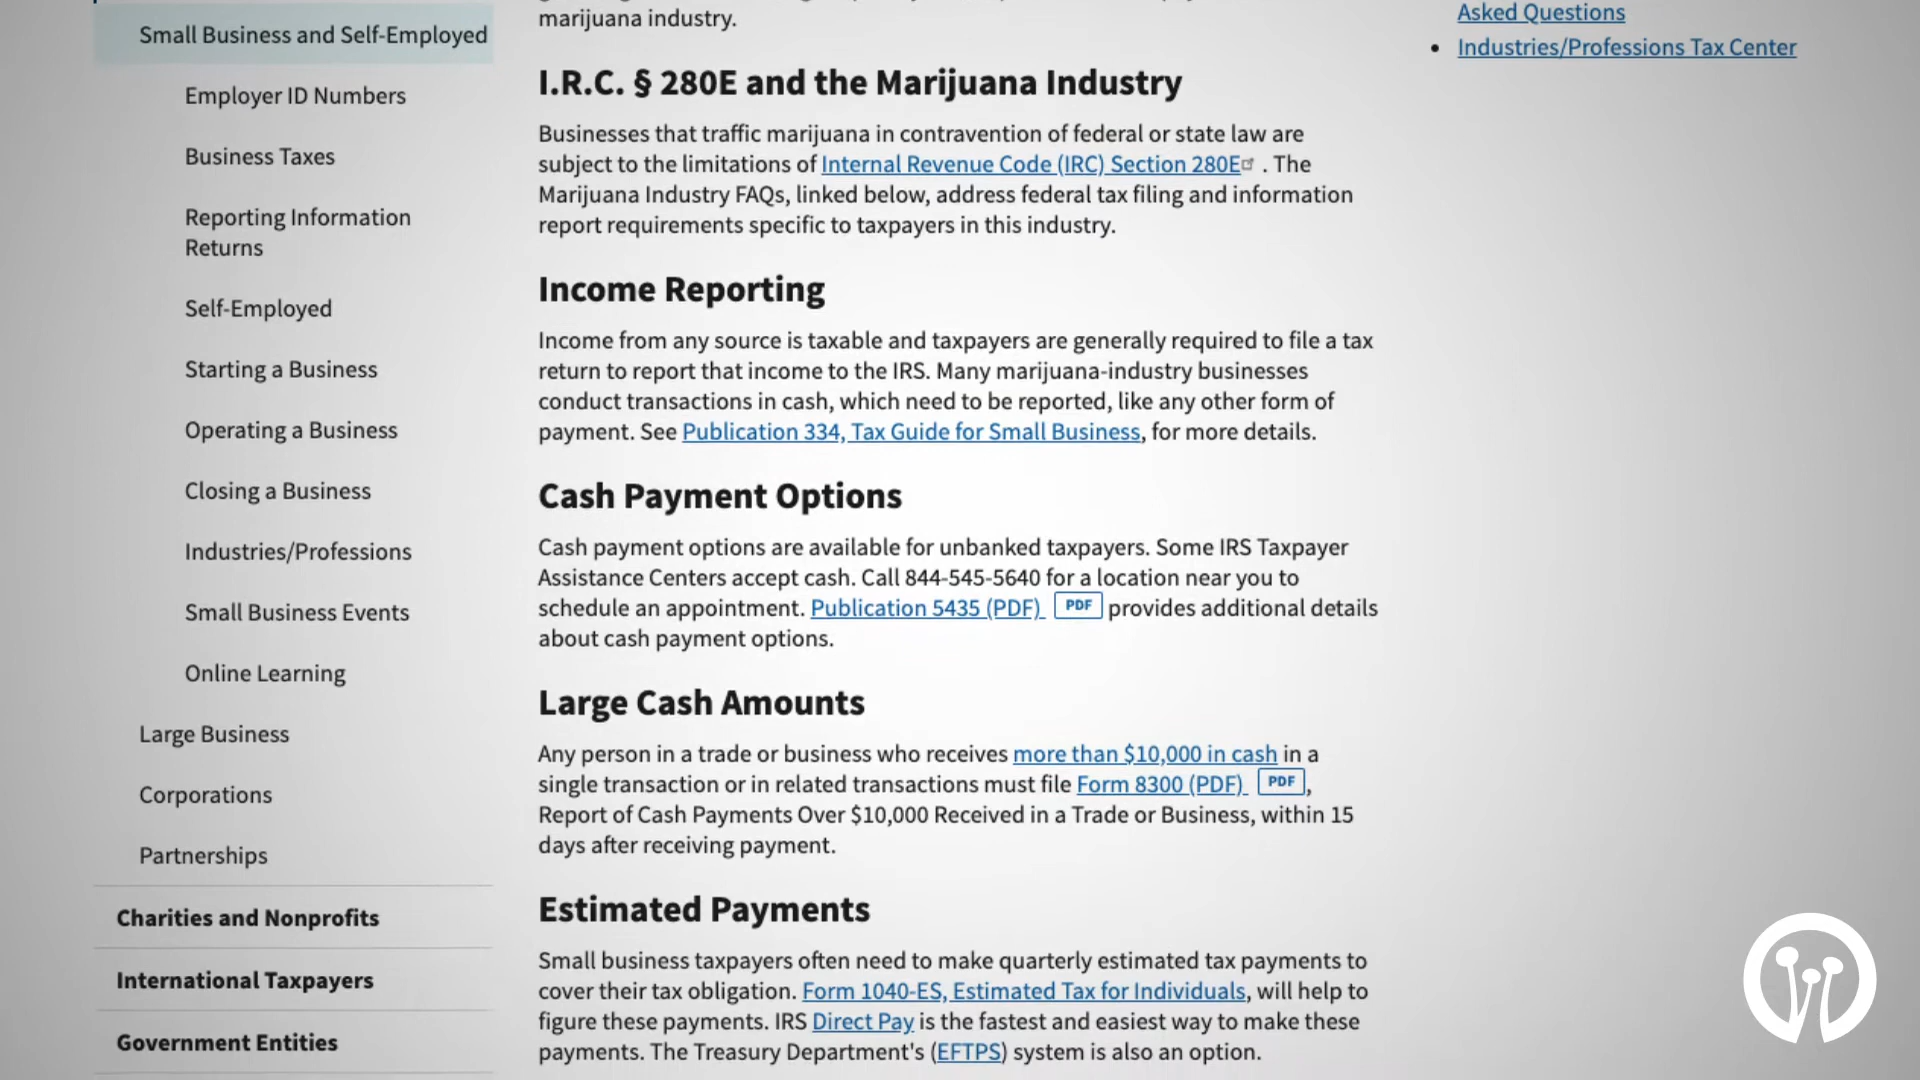 Small Business and Self-Employed
Employer ID Numbers
Business Taxes
Reporting Information
Returns
Self-Employed
Starting a Business
Operating a Business
Closing a Business
Industries/Professions
Small Business Events
Online Learning
Large Business
Corporations
Partnerships
Charities and Nonprofits
International Taxpayers
Government Entities
marijuana industry.
I.R.C. § 280E and the Marijuana Industry
Businesses that traffic marijuana in contravention of federal or state law are
subject to the limitations of Internal Revenue Code (IRC) Section 280E . The
Marijuana Industry FAQs, linked below, address federal tax filing and information
report requirements specific to taxpayers in this industry.
Income Reporting
Income from any source is taxable and taxpayers are generally required to file a tax
return to report that income to the IRS. Many marijuana-industry businesses
conduct transactions in cash, which need to be reported, like any other form of
payment. See Publication 334, Tax Guide for Small Business, for more details.
Cash Payment Options
Cash payment options are available for unbanked taxpayers. Some IRS Taxpayer
Assistance Centers accept cash. Call 844-545-5640 for a location near you to
schedule an appointment. Publication 5435 (PDF) PDF provides additional details
about cash payment options.
Large Cash Amounts
Any person in a trade or business who receives more than $10,000 in cash in a
single transaction or in related transactions must file Form 8300 (PDF) PDF,
Report of Cash Payments Over $10,000 Received in a Trade or Business, within 15
days after receiving payment.
Estimated Payments
Small business taxpayers often need to make quarterly estimated tax payments to
cover their tax obligation. Form 1040-ES, Estimated Tax for Individuals, will help to
figure these payments. IRS Direct Pay is the fastest and easiest way to make these
payments. The Treasury Department's (EFTPS) system is also an option.
Asked Questions
• Industries/Professions Tax Center